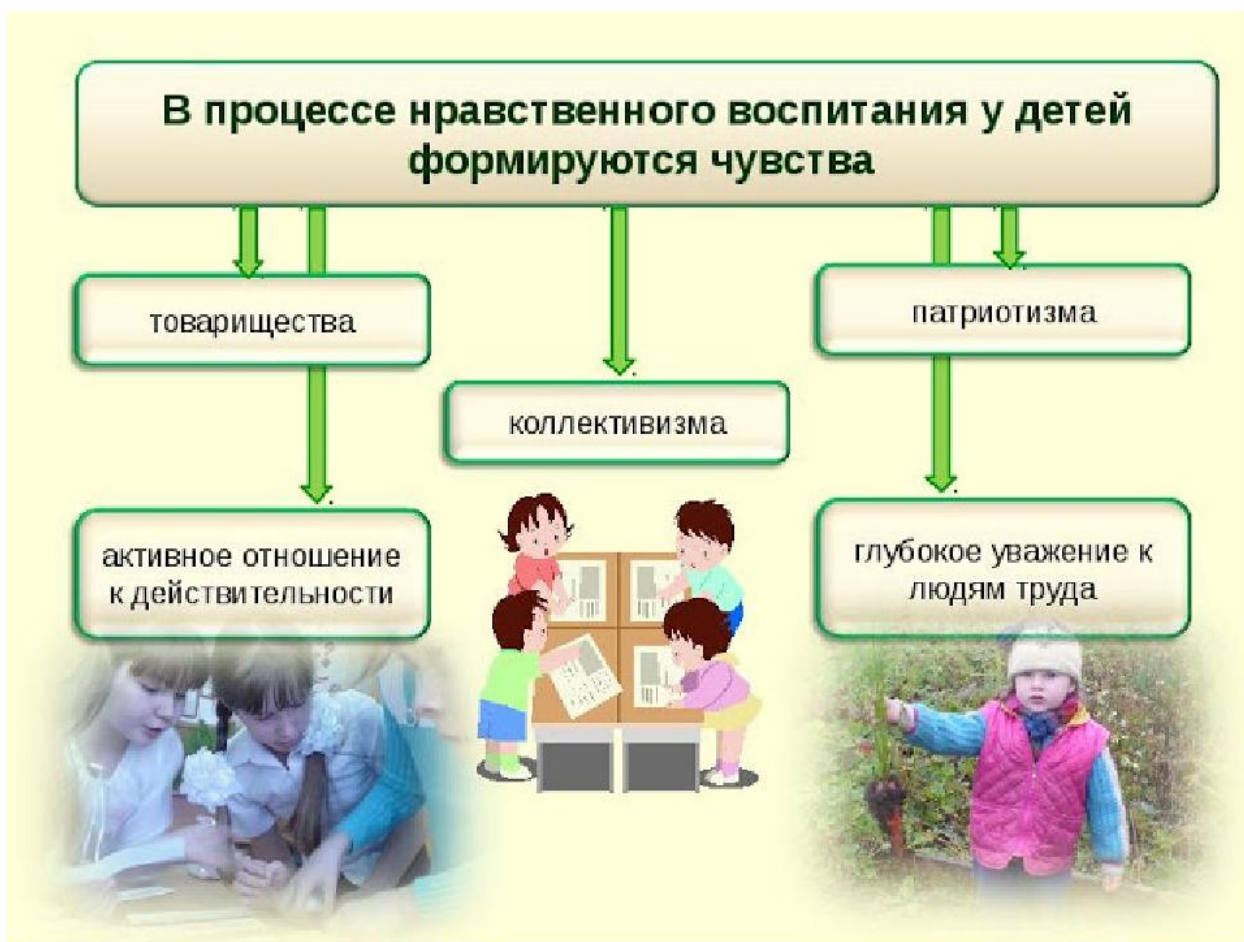 В процессе нравственного воспитания у детей
формируются чувства
товарищества
патриотизма
коллективизма
активное отношение
к действительности
глубокое уважение к
людям труда